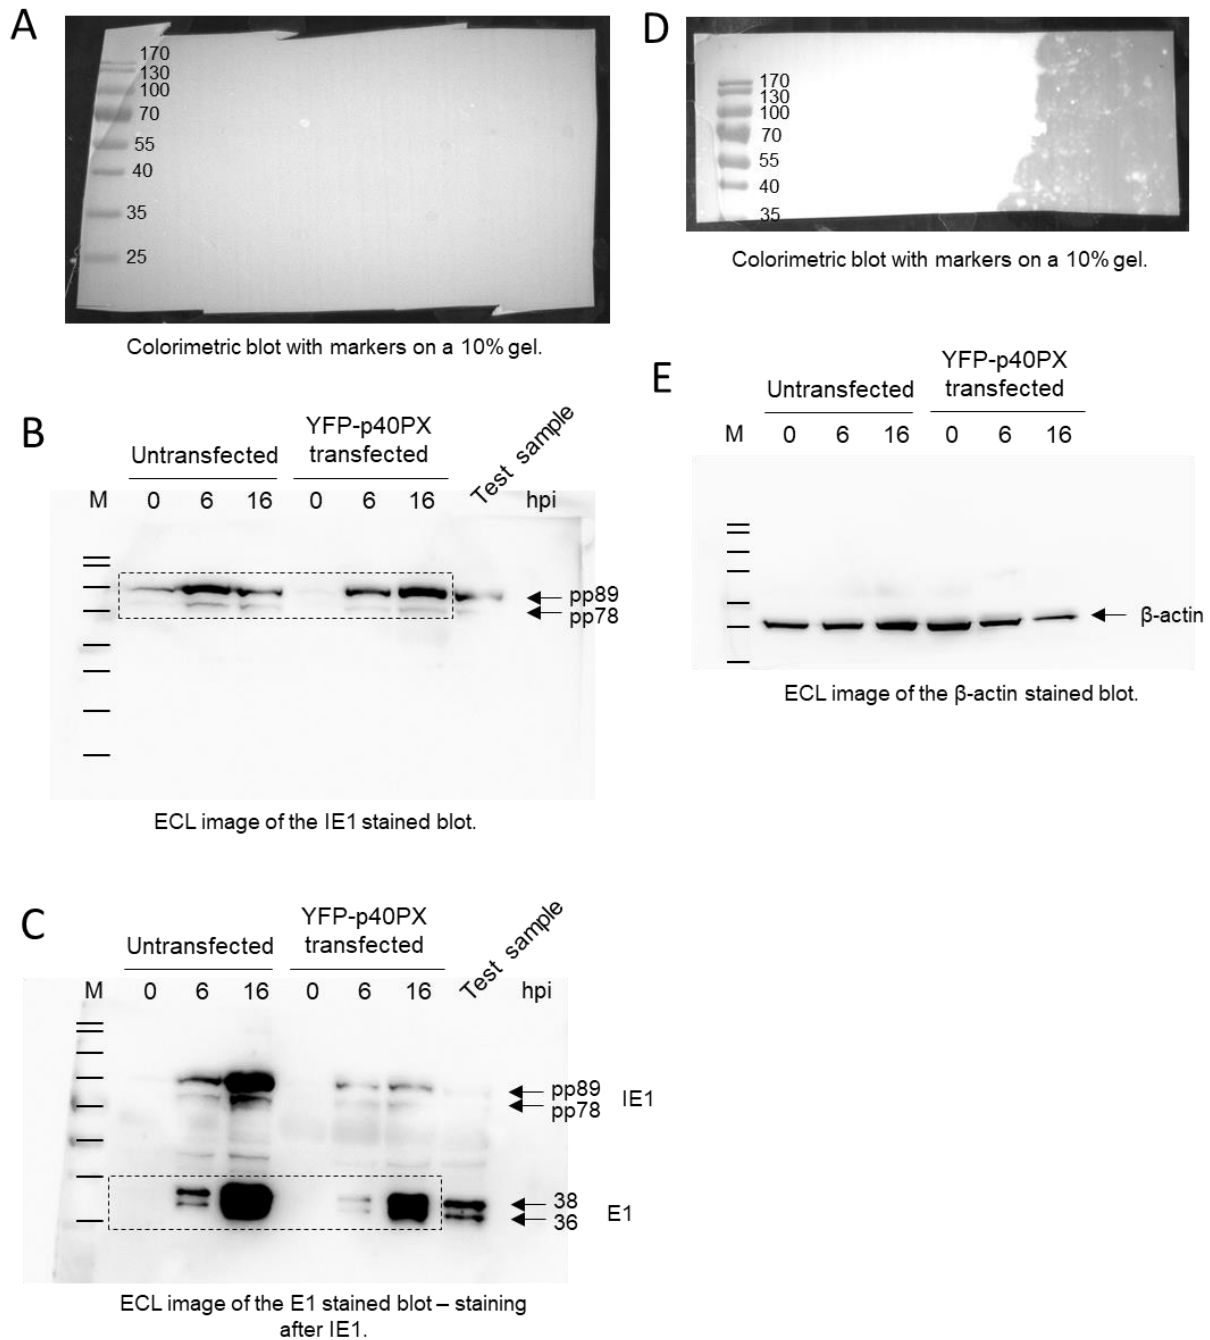 A
170
130
100
70
55
40
35
25
Colorimetric blot with markers on a 10% gel.
B
Untransfected
YFP-p40PX
transfected
Test sample
M 0 6 16 0 6 16 hpi
pp89
pp78
ECL image of the IE1 stained blot.
C
Untransfected
YFP-p40PX
transfected
Test sample
M 0 6 16 0 6 16 hpi
pp89
pp78
IE1
38
36
E1
ECL image of the E1 stained blot – staining
after IE1.
D
170
130
100
70
55
40
35
Colorimetric blot with markers on a 10% gel.
E
Untransfected
YFP-p40PX
transfected
M 0 6 16 0 6 16
β-actin
ECL image of the β-actin stained blot.